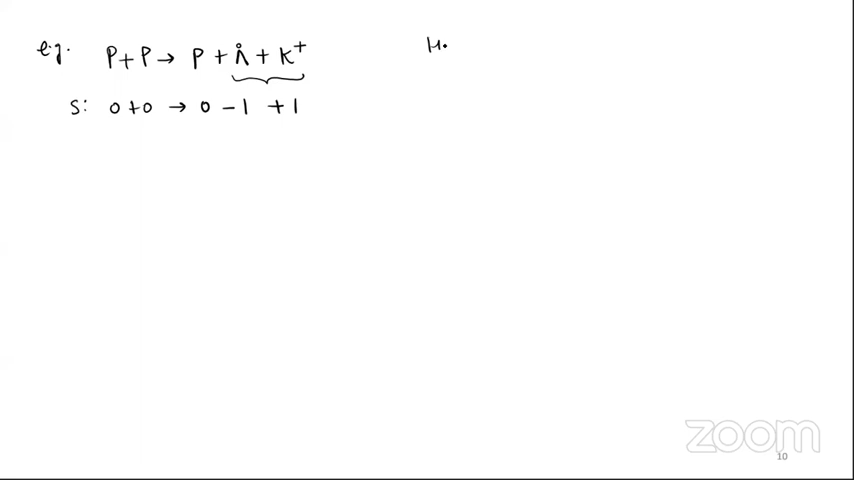 e.g. P + P → p + Λ° + K⁺
H.
S: 0 + 0 → 0 - 1 + 1
zoom
10